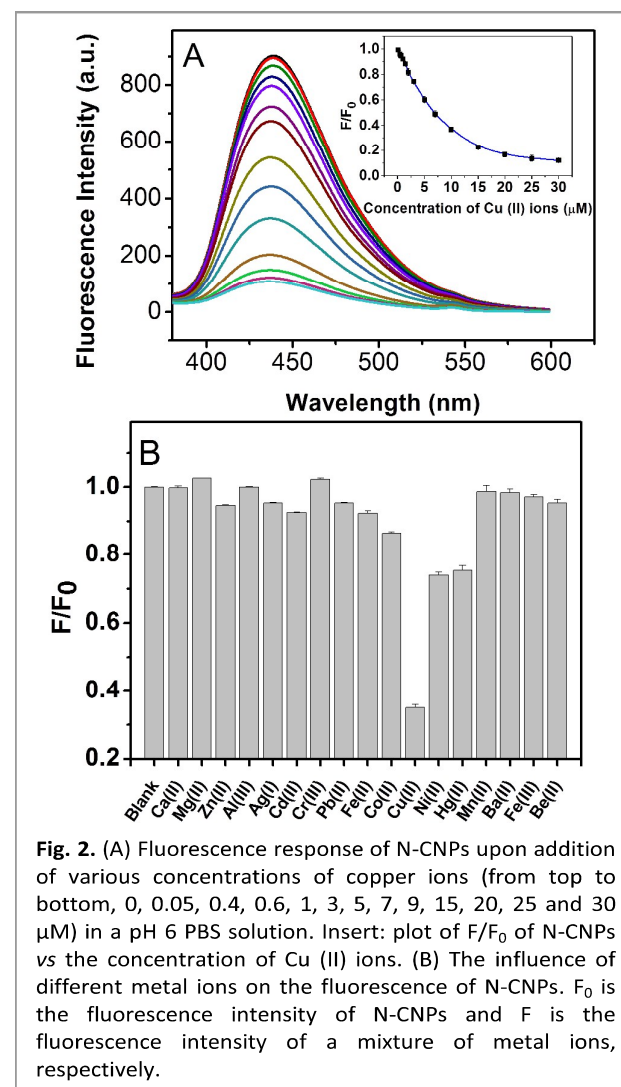 A
Fluorescence Intensity (a.u.)
800
600
400
200
0
400 450 500 550 600
Wavelength (nm)
F/F0
1.0
0.8
0.6
0.4
0.2
0.0
0 5 10 15 20 25 30
Concentration of Cu (II) ions (μM)
B
F/F0
1.0
0.8
0.6
0.4
0.2
Blank
Ca(II)
Mg(II)
Zn(II)
Al(III)
Ag(I)
Cd(II)
Cr(III)
Pb(II)
Fe(II)
Co(II)
Cu(II)
Ni(II)
Hg(II)
Mn(II)
Ba(II)
Fe(III)
Be(II)
Fig. 2. (A) Fluorescence response of N-CNPs upon addition
of various concentrations of copper ions (from top to
bottom, 0, 0.05, 0.4, 0.6, 1, 3, 5, 7, 9, 15, 20, 25 and 30
μM) in a pH 6 PBS solution. Insert: plot of F/F0 of N-CNPs
vs the concentration of Cu (II) ions. (B) The influence of
different metal ions on the fluorescence of N-CNPs. F0 is
the fluorescence intensity of N-CNPs and F is the
fluorescence intensity of a mixture of metal ions,
respectively.